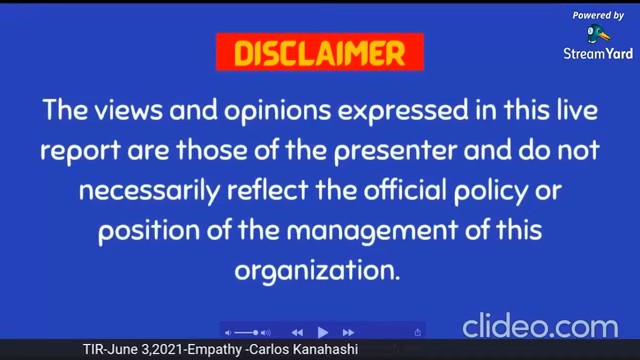 Powered by
StreamYard
DISCLAIMER
The views and opinions expressed in this live
report are those of the presenter and do not
necessarily reflect the official policy or
position of the management of this
organization.
clideo.com
TIR-June 3,2021-Empathy -Carlos Kanahashi